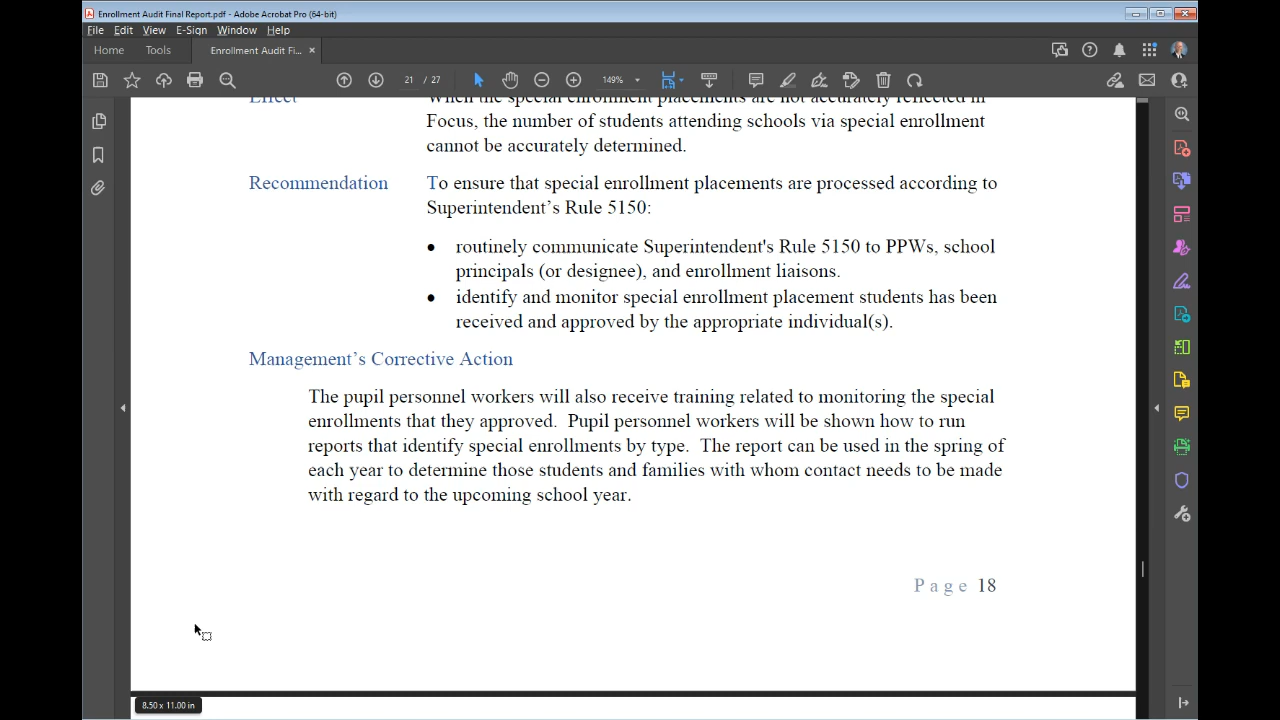 Enrollment Audit Final Report.pdf - Adobe Acrobat Pro (64-bit)
File Edit View E-Sign Window Help
Home Tools Enrollment Audit Fi... ×
21 / 27 149%
Effect When the special enrollment placements are not accurately reflected in
Focus, the number of students attending schools via special enrollment
cannot be accurately determined.
Recommendation To ensure that special enrollment placements are processed according to
Superintendent’s Rule 5150:
● routinely communicate Superintendent's Rule 5150 to PPWs, school
principals (or designee), and enrollment liaisons.
● identify and monitor special enrollment placement students has been
received and approved by the appropriate individual(s).
Management’s Corrective Action
The pupil personnel workers will also receive training related to monitoring the special
enrollments that they approved. Pupil personnel workers will be shown how to run
reports that identify special enrollments by type. The report can be used in the spring of
each year to determine those students and families with whom contact needs to be made
with regard to the upcoming school year.
Page 18
8.50 x 11.00 in